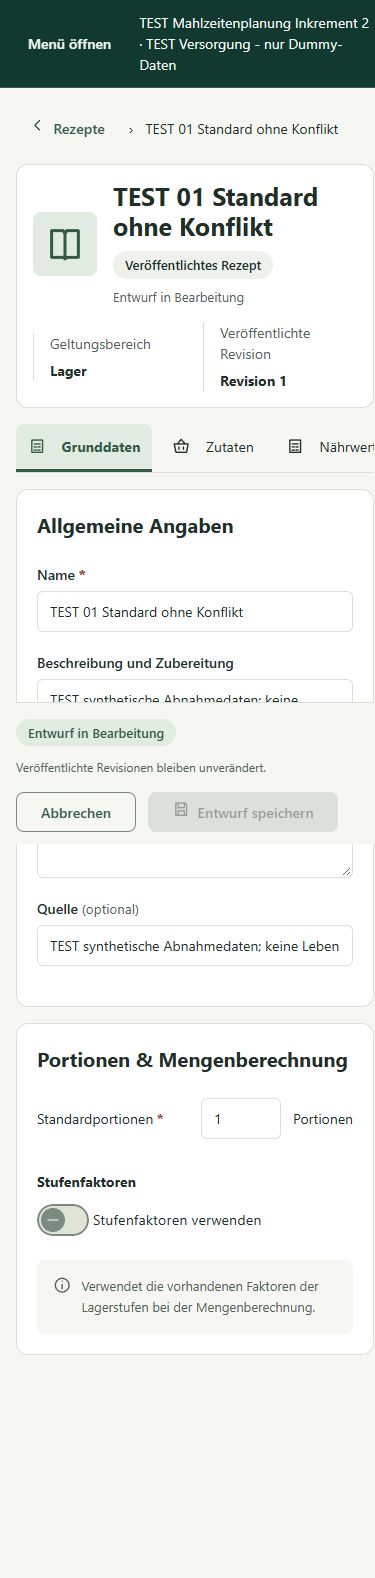 Menü öffnen
TEST Mahlzeitenplanung Inkrement 2
· TEST Versorgung - nur Dummy-
Daten
Rezepte › TEST 01 Standard ohne Konflikt
TEST 01 Standard
ohne Konflikt
Veröffentlichtes Rezept
Entwurf in Bearbeitung
Geltungsbereich
Lager
Veröffentlichte
Revision
Revision 1
Grunddaten
Zutaten
Nährwert
Allgemeine Angaben
Name *
TEST 01 Standard ohne Konflikt
Beschreibung und Zubereitung
TEST synthetische Abnahmedaten; keine
Entwurf in Bearbeitung
Veröffentlichte Revisionen bleiben unverändert.
Abbrechen
Entwurf speichern
Quelle (optional)
TEST synthetische Abnahmedaten; keine Leben
Portionen & Mengenberechnung
Standardportionen *
1
Portionen
Stufenfaktoren
Stufenfaktoren verwenden
Verwendet die vorhandenen Faktoren der
Lagerstufen bei der Mengenberechnung.